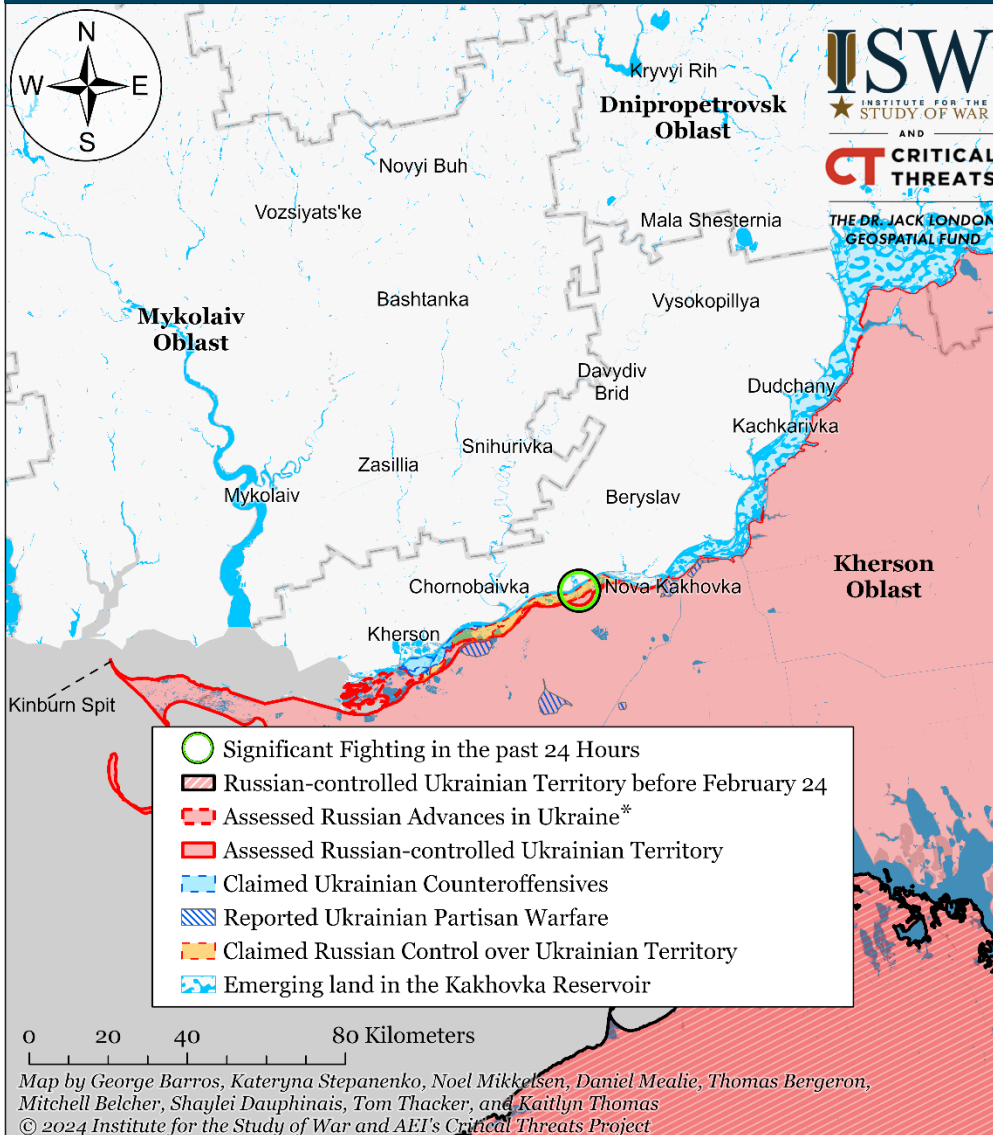 N
W
E
S
ISW
INSTITUTE FOR THE
STUDY OF WAR
AND
CT CRITICAL
THREATS
THE DR. JACK LONDON
GEOSPATIAL FUND
Kryvyi Rih
Dnipropetrovsk
Oblast
Novyi Buh
Vozsiyats'ke
Mala Shesternia
Bashtanka
Vysokopillya
Mykolaiv
Oblast
Davydiv
Brid
Dudchany
Kachkarivka
Snihurivka
Zasillia
Mykolaiv
Beryslav
Kherson
Oblast
Chornobaivka
Nova Kakhovka
Kherson
Kinburn Spit
Significant Fighting in the past 24 Hours
Russian-controlled Ukrainian Territory before February 24
Assessed Russian Advances in Ukraine*
Assessed Russian-controlled Ukrainian Territory
Claimed Ukrainian Counteroffensives
Reported Ukrainian Partisan Warfare
Claimed Russian Control over Ukrainian Territory
Emerging land in the Kakhovka Reservoir
0 20 40 80 Kilometers
Map by George Barros, Kateryna Stepanenko, Noel Mikkelsen, Daniel Mealie, Thomas Bergeron,
Mitchell Belcher, Shaylei Dauphinais, Tom Thacker, and Kaitlyn Thomas
© 2024 Institute for the Study of War and AEI's Critical Threats Project